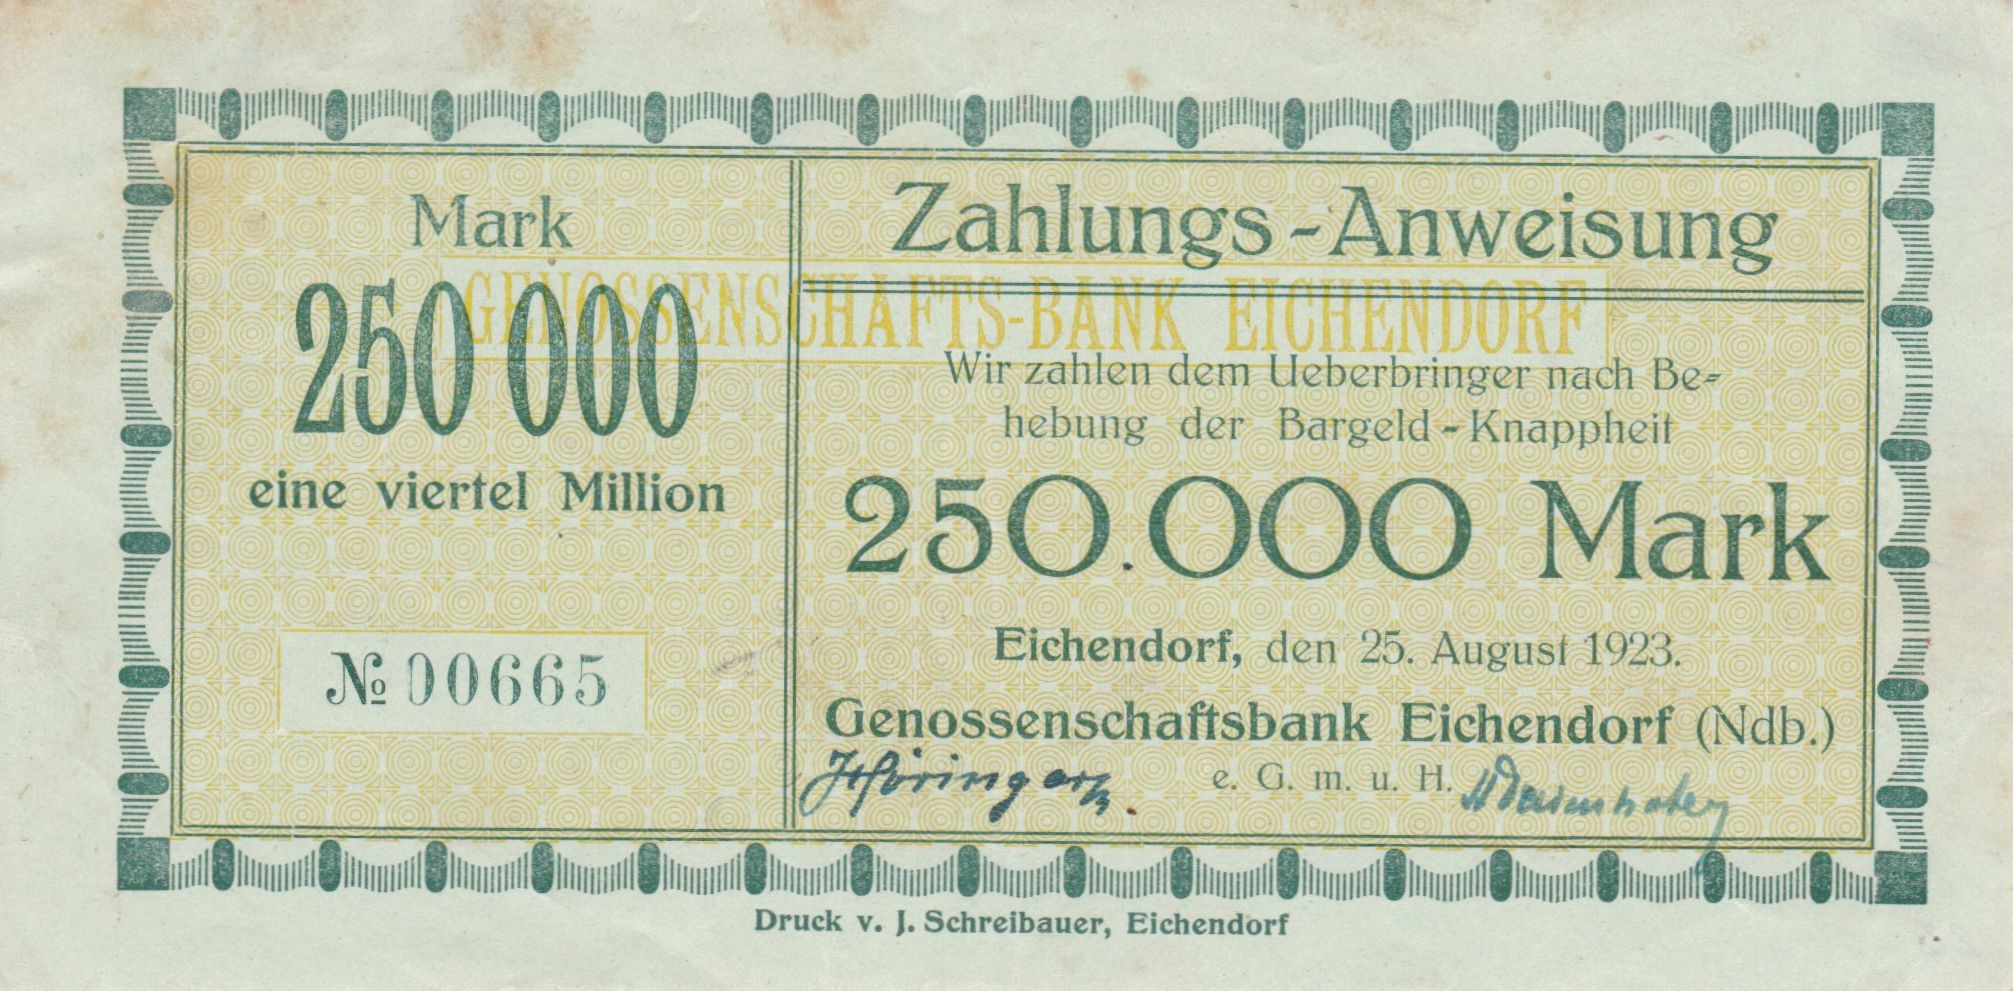 Mark
250 000
eine viertel Million
№ 00665
Zahlungs-Anweisung
GENOSSENSCHAFTS-BANK EICHENDORF
Wir zahlen dem Ueberbringer nach Be-
hebung der Bargeld-Knappheit
250.000 Mark
Eichendorf, den 25. August 1923.
Genossenschaftsbank Eichendorf (Ndb.)
e. G. m. u. H.
Druck v. J. Schreibauer, Eichendorf